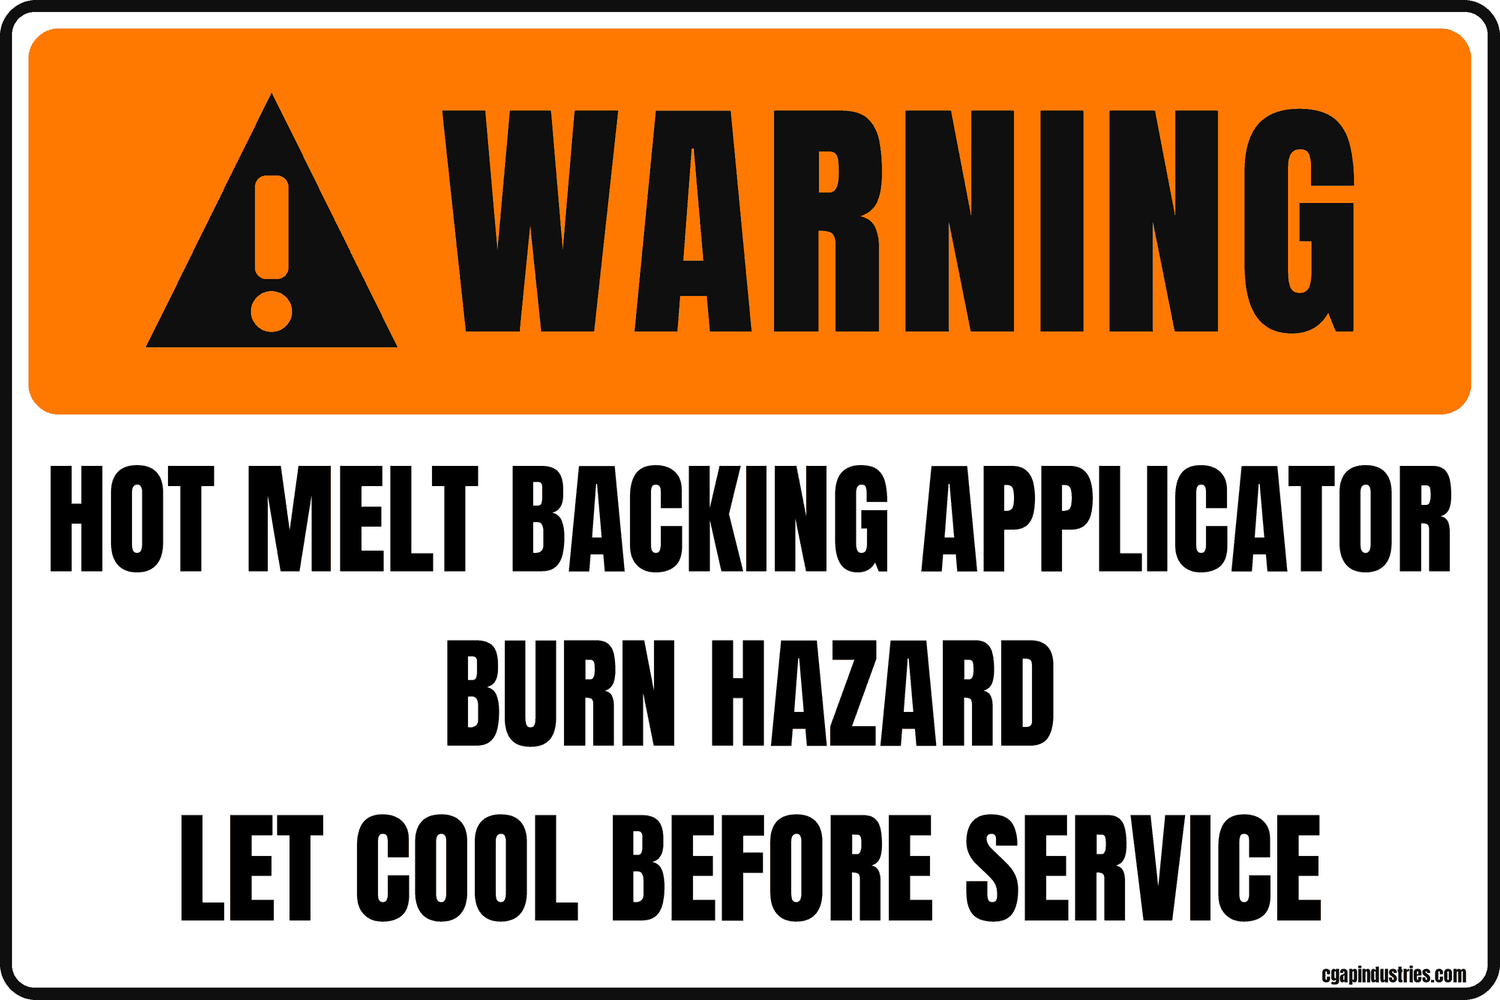 WARNING
HOT MELT BACKING APPLICATOR
BURN HAZARD
LET COOL BEFORE SERVICE
cgapindustries.com